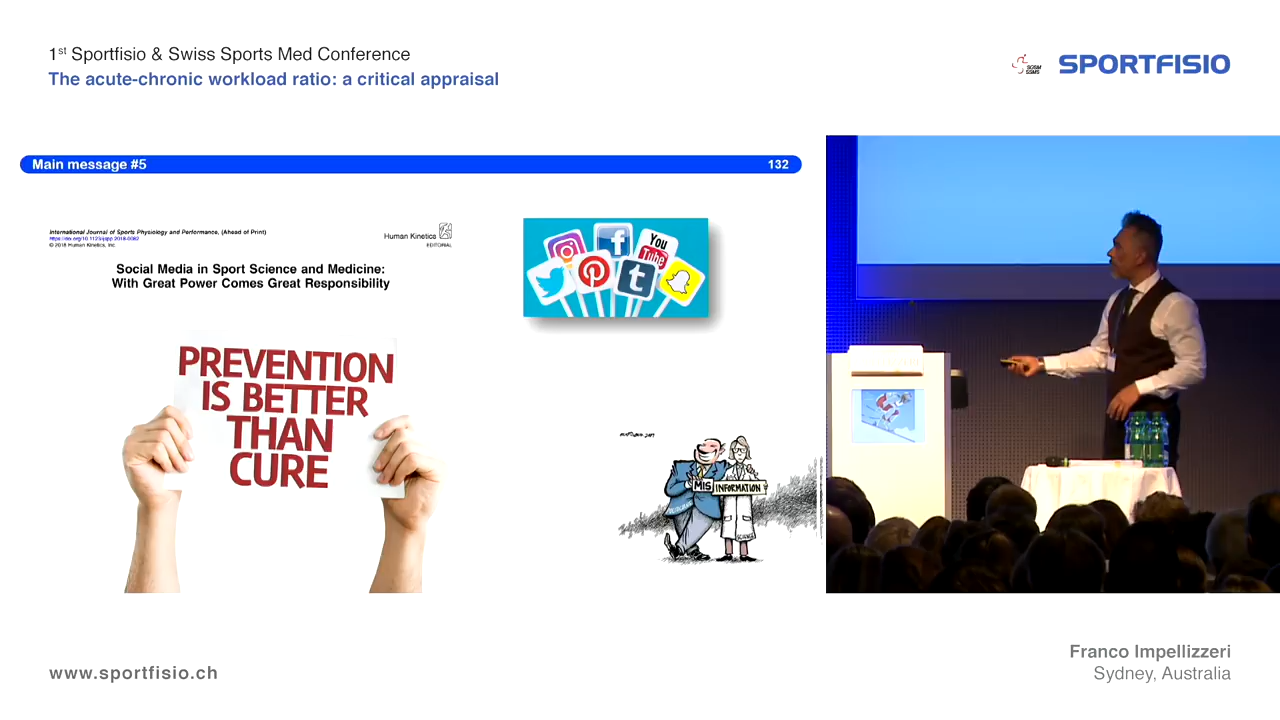 1st Sportfisio & Swiss Sports Med Conference
The acute-chronic workload ratio: a critical appraisal
SGSM
SSMS
SPORTFISIO
Main message #5
132
International Journal of Sports Physiology and Performance, (Ahead of Print)
© 2018 Human Kinetics, Inc
Human Kinetics
EDITORIAL
Social Media in Sport Science and Medicine:
With Great Power Comes Great Responsibility
You
Tube
PREVENTION
IS BETTER
THAN
CURE
MIS INFORMATION
SCIENCE
www.sportfisio.ch
Franco Impellizzeri
Sydney, Australia